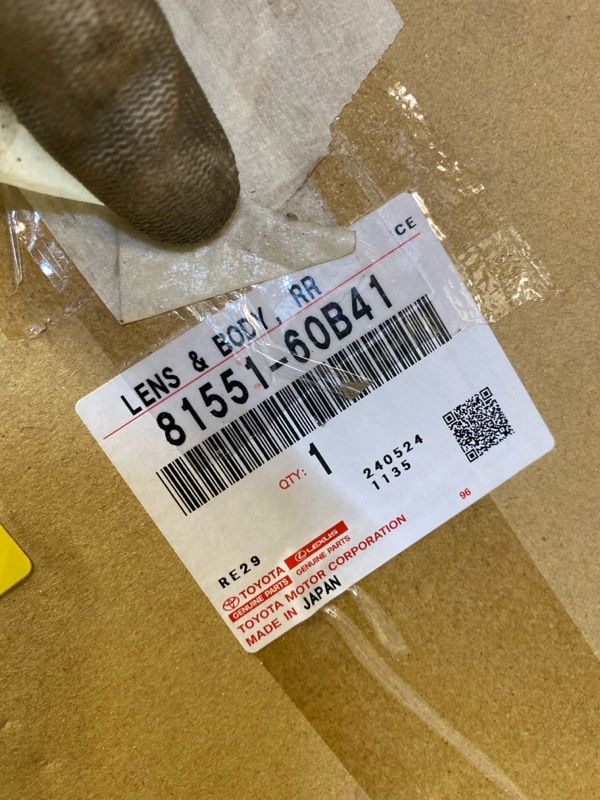 CE
LENS & BODY, RR
81551-60B41
QTY: 1
240524
1135
96
RE29
TOYOTA LEXUS
GENUINE PARTS GENUINE PARTS
TOYOTA MOTOR CORPORATION
MADE IN JAPAN